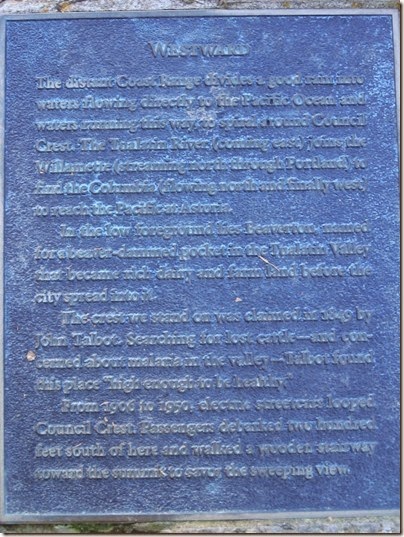 WESTWARD
The distant Coast Range divides a good rain into
waters flowing directly to the Pacific Ocean and
waters running this way, to around Council
Crest. The Tualatin River (coming east) joins the
Willamette (streaming north through Portland), to
find the Columbia (flowing north and finally west,
to reach the Pacific at Astoria.
In the low foreground lies Beaverton, named
for a beaver-dammed pocket in the Tualatin Valley
that became rich dairy and farm land before the
city spread into it.
The crest we stand on was claimed in 1849 by
John Talbot. Searching for lost cattle—and con-
cerned about malaria in the valley—Talbot found
this place "high enough to be healthy."
From 1906 to 1950, electric streetcars looped
Council Crest. Passengers debarked two hundred
feet south of here and walked a wooden stairway
toward the summit to savor the sweeping view.